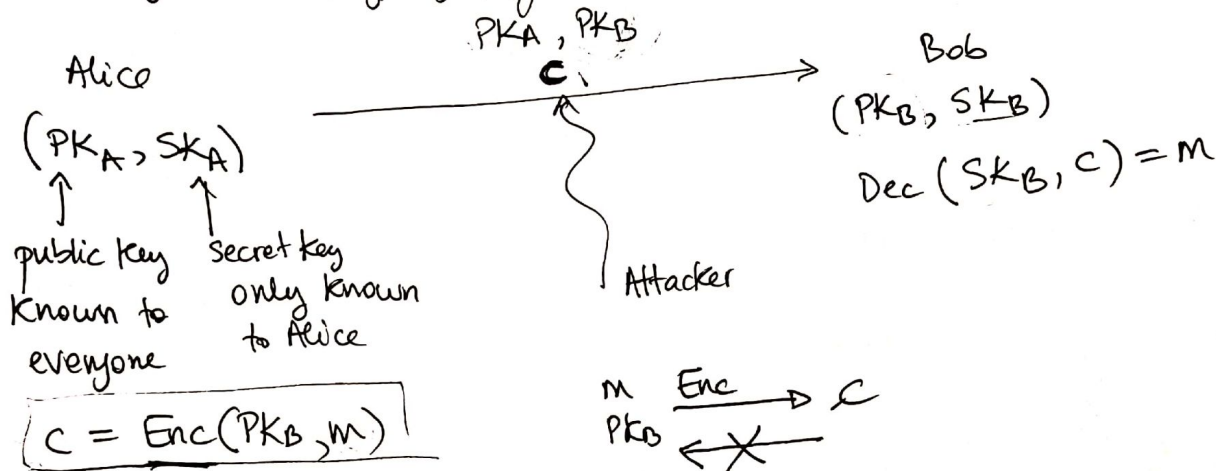 PKA, PKB
Alice
C
Bob
(PKA, SKA)
(PKB, SKB)
Dec (SKB, C) = m
public key
known to
everyone
secret key
only known
to Alice
Attacker
C = Enc(PKB, m)
m Enc C
PKB